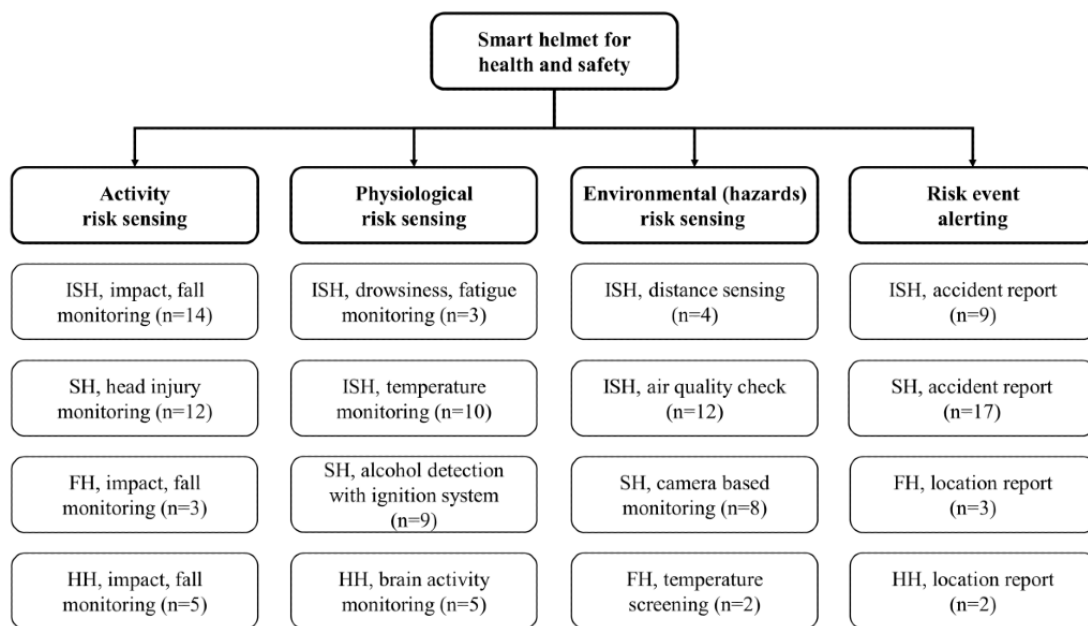 Smart helmet for
health and safety
Activity
risk sensing
Physiological
risk sensing
Environmental (hazards)
risk sensing
Risk event
alerting
ISH, impact, fall
monitoring (n=14)
ISH, drowsiness, fatigue
monitoring (n=3)
ISH, distance sensing
(n=4)
ISH, accident report
(n=9)
SH, head injury
monitoring (n=12)
ISH, temperature
monitoring (n=10)
ISH, air quality check
(n=12)
SH, accident report
(n=17)
FH, impact, fall
monitoring (n=3)
SH, alcohol detection
with ignition system
(n=9)
SH, camera based
monitoring (n=8)
FH, location report
(n=3)
HH, impact, fall
monitoring (n=5)
HH, brain activity
monitoring (n=5)
FH, temperature
screening (n=2)
HH, location report
(n=2)